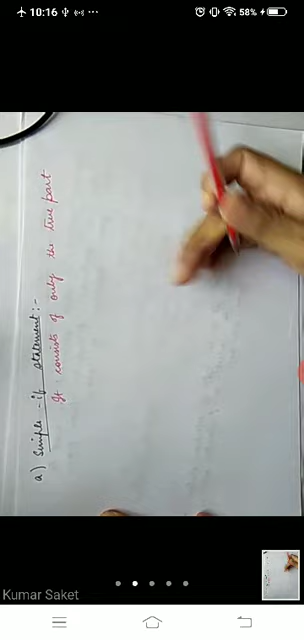 10:16
58%
a) Simple - if statement:-
It consists of only the true part
Kumar Saket